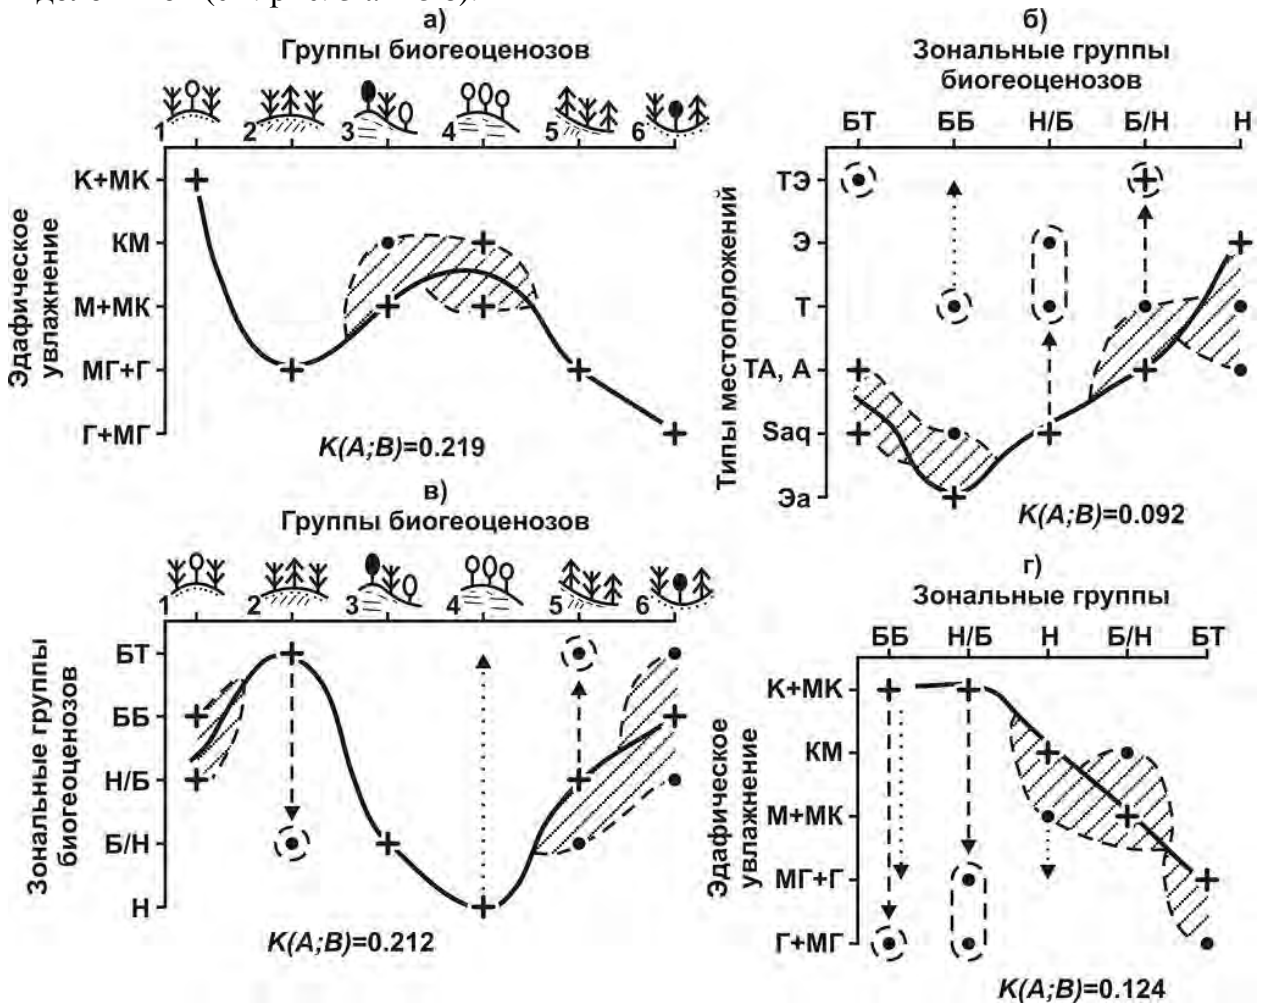 а)
Группы биогеоценозов
1 2 3 4 5 6
Эдафическое
увлажнение
К+МК
КМ
М+МК
МГ+Г
Г+МГ
K(A;B)=0.219
б)
Зональные группы
биогеоценозов
БТ ББ Н/Б Б/Н Н
Типы местоположений
ТЭ
Э
Т
ТА, А
Saq
Эа
K(A;B)=0.092
в)
Группы биогеоценозов
1 2 3 4 5 6
Зональные группы
биогеоценозов
БТ
ББ
Н/Б
Б/Н
Н
K(A;B)=0.212
г)
Зональные группы
ББ Н/Б Н Б/Н БТ
Эдафическое
увлажнение
К+МК
КМ
М+МК
МГ+Г
Г+МГ
K(A;B)=0.124